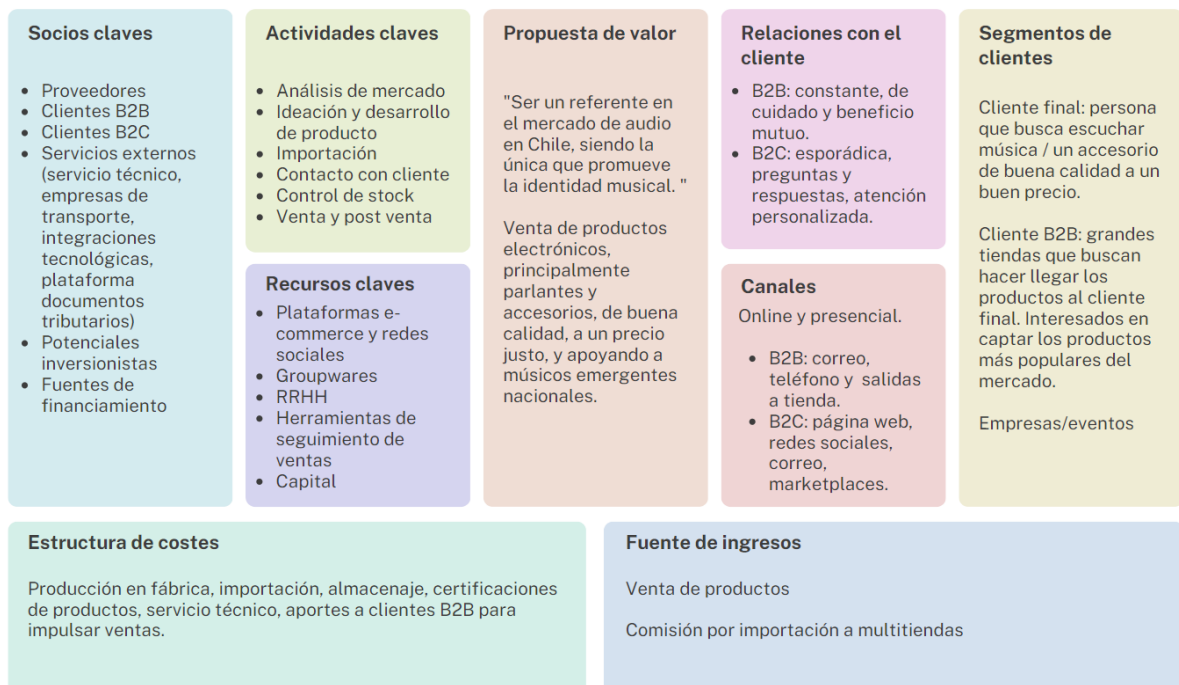 Socios claves
• Proveedores
• Clientes B2B
• Clientes B2C
• Servicios externos
(servicio técnico,
empresas de
transporte,
integraciones
tecnológicas,
plataforma
documentos
tributarios)
• Potenciales
inversionistas
• Fuentes de
financiamiento
Actividades claves
• Análisis de mercado
• Ideación y desarrollo
de producto
• Importación
• Contacto con cliente
• Control de stock
• Venta y post venta
Recursos claves
• Plataformas e-
commerce y redes
sociales
• Groupwares
• RRHH
• Herramientas de
seguimiento de
ventas
• Capital
Propuesta de valor
"Ser un referente en
el mercado de audio
en Chile, siendo la
única que promueve
la identidad musical. "
Venta de productos
electrónicos,
principalmente
parlantes y
accesorios, de buena
calidad, a un precio
justo, y apoyando a
músicos emergentes
nacionales.
Relaciones con el
cliente
• B2B: constante, de
cuidado y beneficio
mutuo.
• B2C: esporádica,
preguntas y
respuestas, atención
personalizada.
Canales
Online y presencial.
• B2B: correo,
teléfono y salidas
a tienda.
• B2C: página web,
redes sociales,
correo,
marketplaces.
Segmentos de
clientes
Cliente final: persona
que busca escuchar
música / un accesorio
de buena calidad a un
buen precio.
Cliente B2B: grandes
tiendas que buscan
hacer llegar los
productos al cliente
final. Interesados en
captar los productos
más populares del
mercado.
Empresas/eventos
Estructura de costes
Producción en fábrica, importación, almacenaje, certificaciones
de productos, servicio técnico, aportes a clientes B2B para
impulsar ventas.
Fuente de ingresos
Venta de productos
Comisión por importación a multitiendas